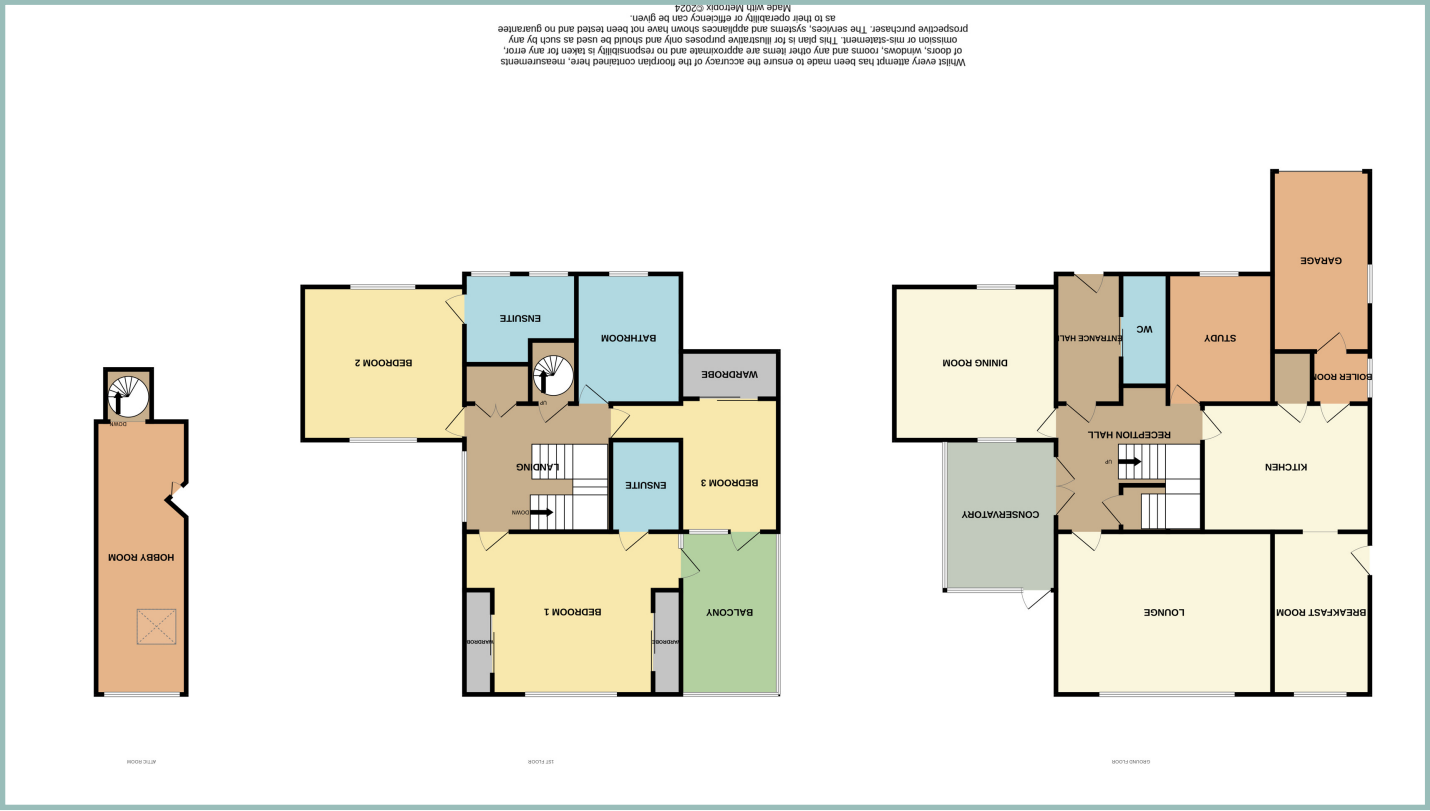 GROUND FLOOR
BREAKFAST ROOM
LOUNGE
CONSERVATORY
KITCHEN
UP
RECEPTION HALL
BOILER ROOM
STUDY
WC
ENTRANCE HALL
DINING ROOM
GARAGE
1ST FLOOR
WARDROBE
WARDROBE
BALCONY
BEDROOM 1
DOWN
BEDROOM 3
ENSUITE
LANDING
UP
WARDROBE
BATHROOM
ENSUITE
BEDROOM 2
ATTIC ROOM
HOBBY ROOM
DOWN
Whilst every attempt has been made to ensure the accuracy of the floorplan contained here, measurements
of doors, windows, rooms and any other items are approximate and no responsibility is taken for any error,
omission or mis-statement. This plan is for illustrative purposes only and should be used as such by any
prospective purchaser. The services, systems and appliances shown have not been tested and no guarantee
as to their operability or efficiency can be given.
Made with Metropix ©2024